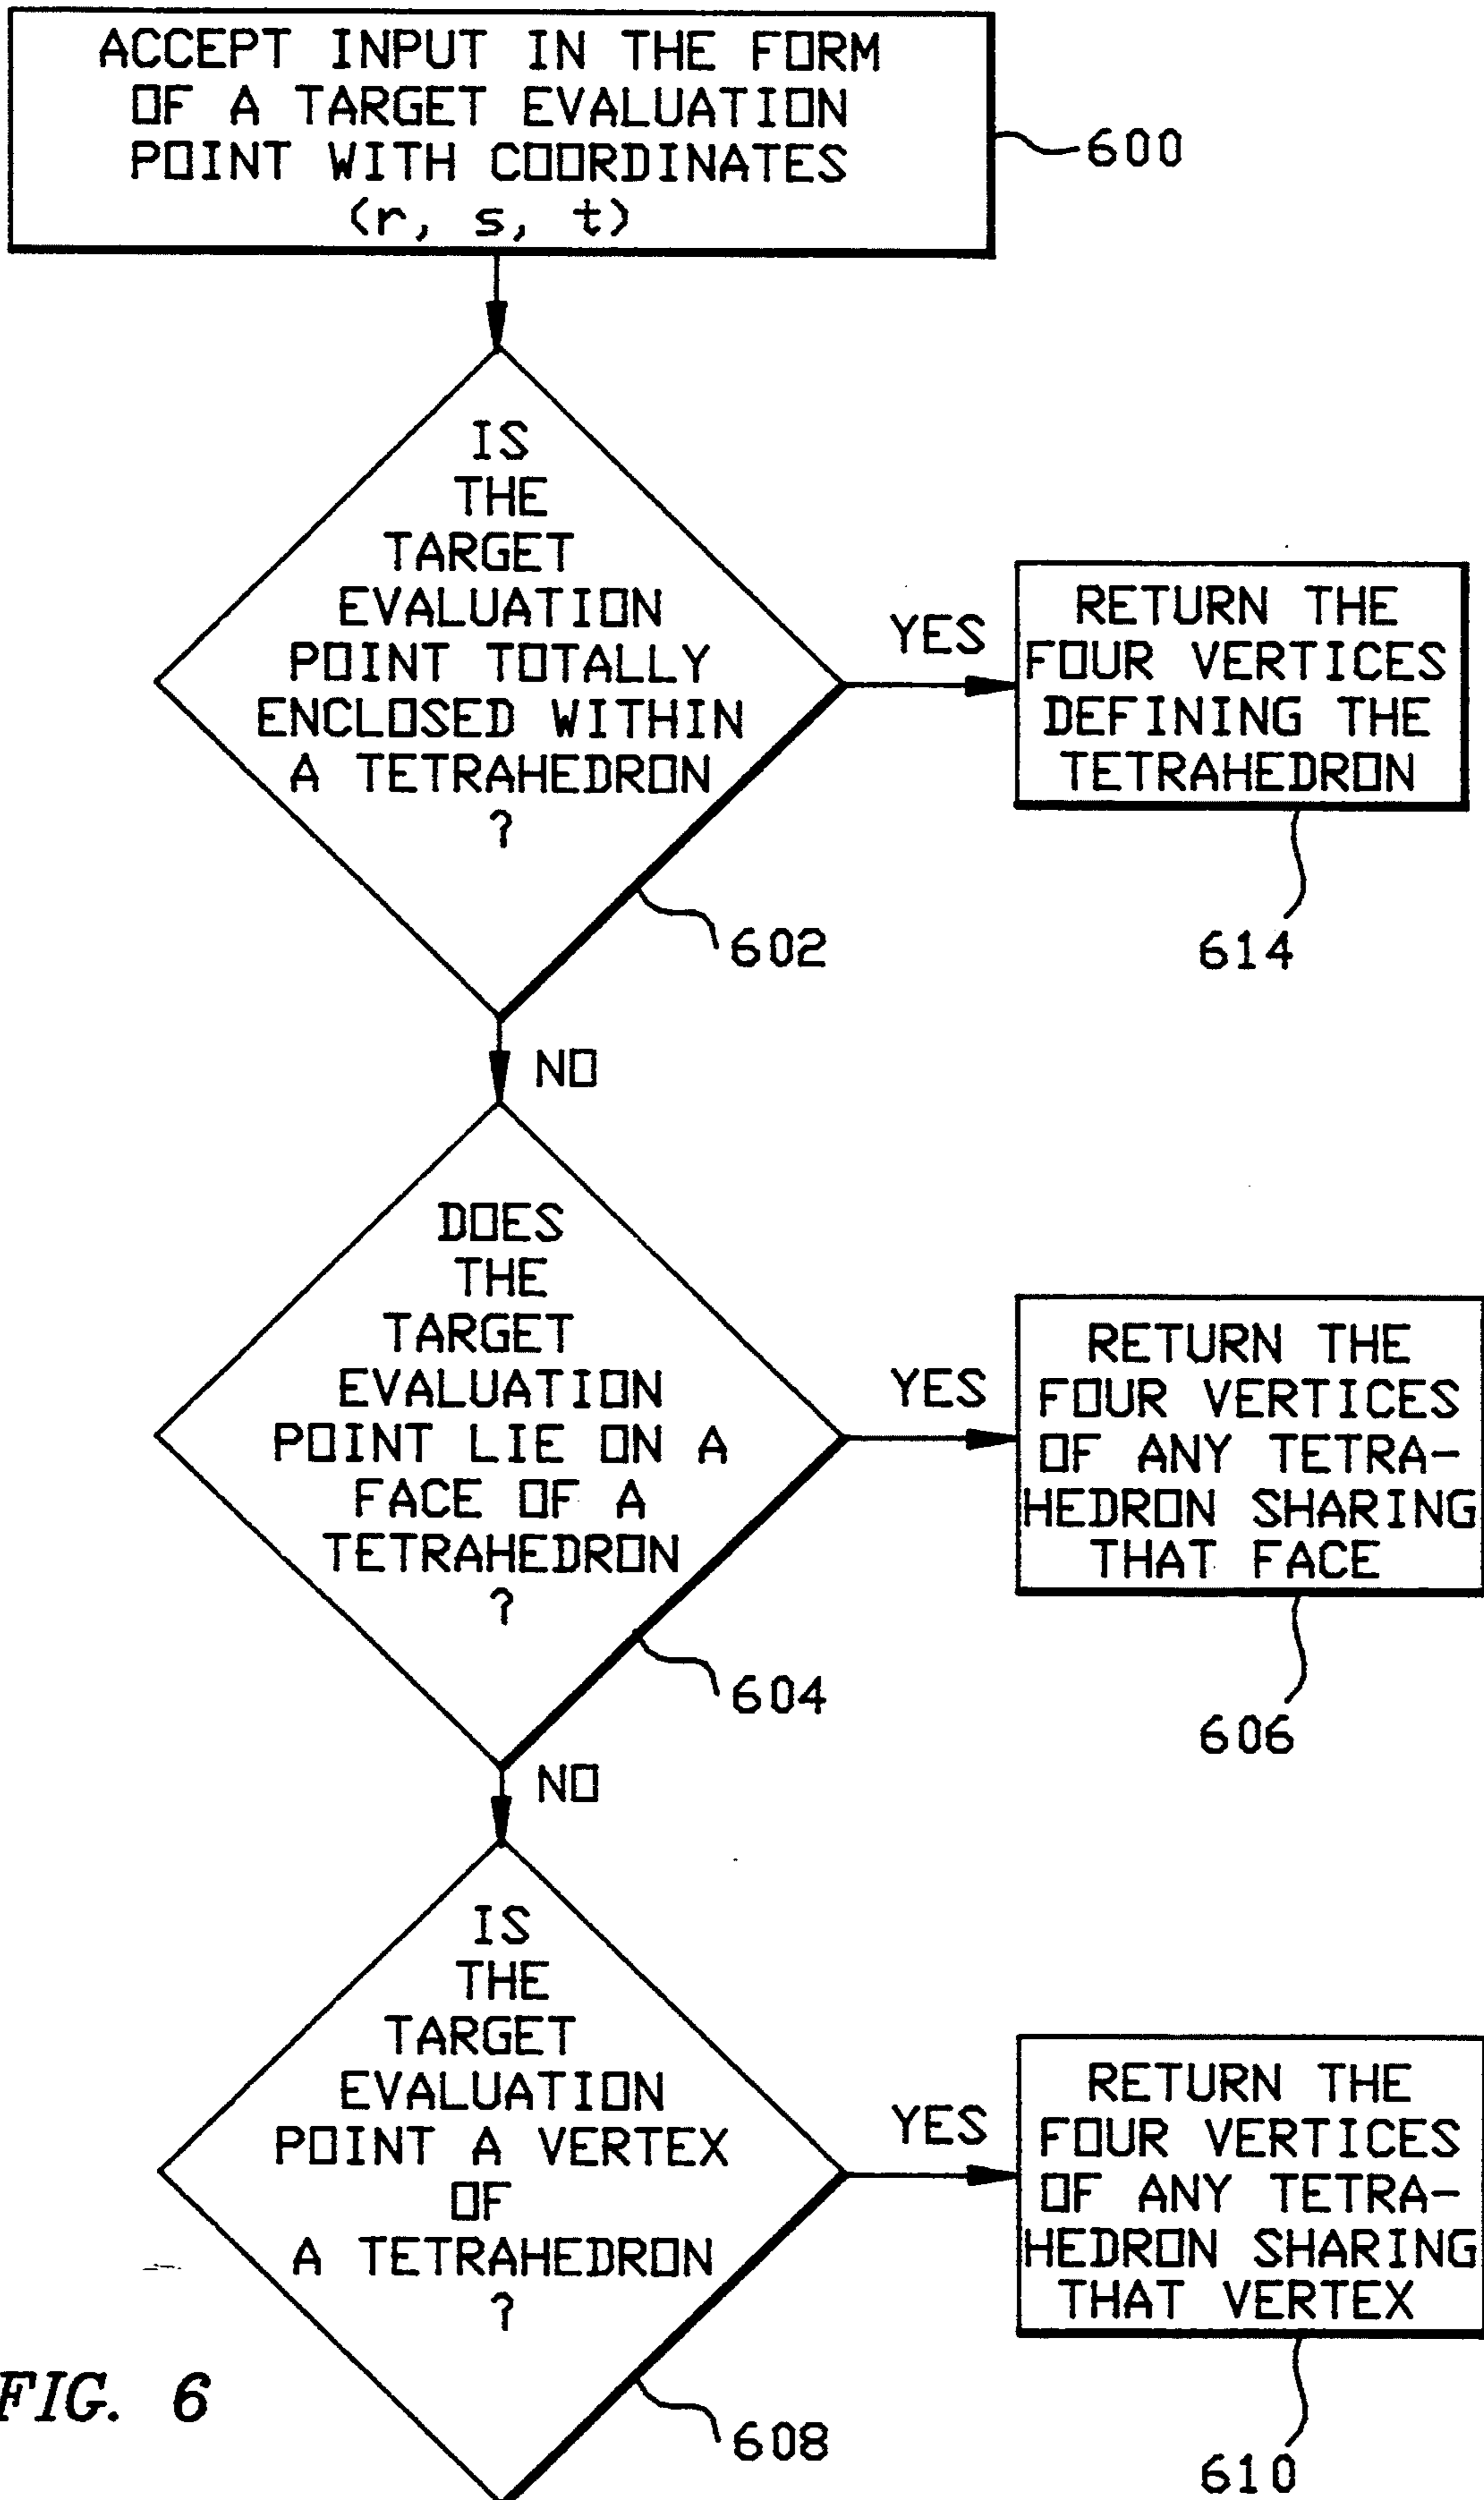 ACCEPT INPUT IN THE FORM
OF A TARGET EVALUATION
POINT WITH COORDINATES
(r, s, t)
600
IS
THE
TARGET
EVALUATION
POINT TOTALLY
ENCLOSED WITHIN
A TETRAHEDRON
?
602
YES
RETURN THE
FOUR VERTICES
DEFINING THE
TETRAHEDRON
614
NO
DOES
THE
TARGET
EVALUATION
POINT LIE ON A
FACE OF A
TETRAHEDRON
?
604
YES
RETURN THE
FOUR VERTICES
OF ANY TETRA-
HEDRON SHARING
THAT FACE
606
NO
IS
THE
TARGET
EVALUATION
POINT A VERTEX
OF
A TETRAHEDRON
?
608
YES
RETURN THE
FOUR VERTICES
OF ANY TETRA-
HEDRON SHARING
THAT VERTEX
610
FIG. 6